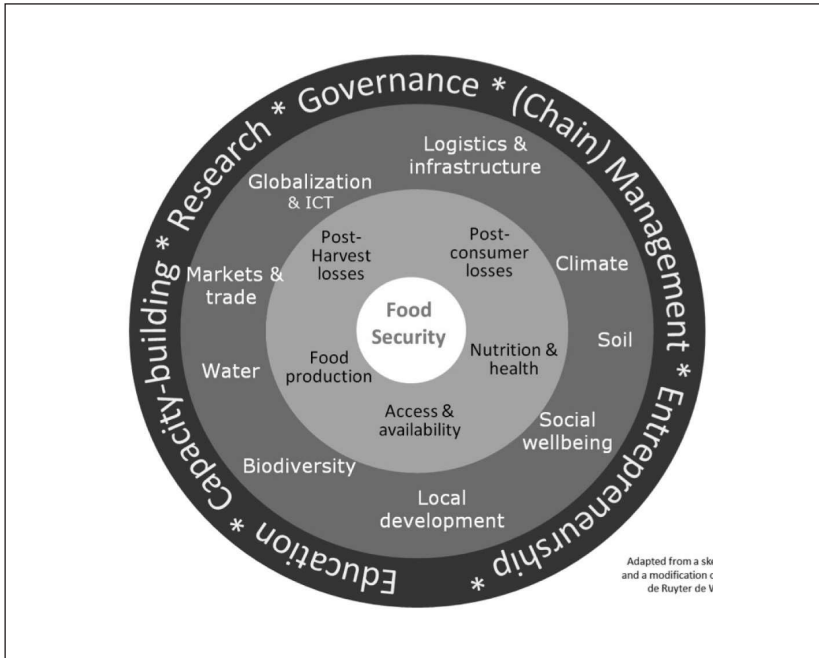 Education * Capacity-building * Research * Governance * (Chain) Management * Entrepreneurship *
Logistics &
infrastructure
Globalization
& ICT
Climate
Markets &
trade
Soil
Water
Social
wellbeing
Biodiversity
Local
development
Post-
Harvest
losses
Post-
consumer
losses
Food
production
Nutrition &
health
Access &
availability
Food
Security
Adapted from a
and a modification
de Ruyter de